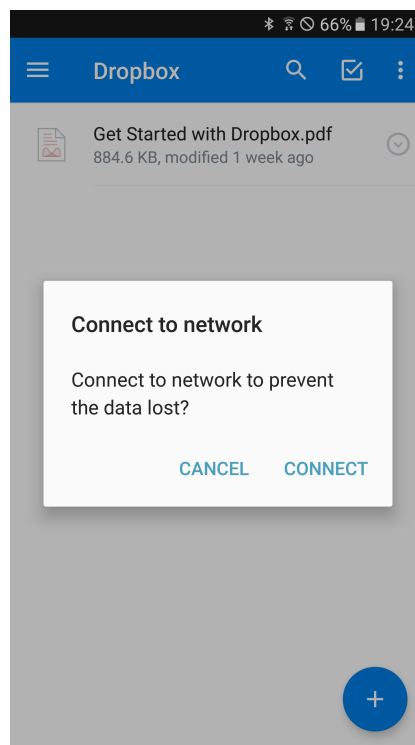 66% 19:24
Dropbox
Get Started with Dropbox.pdf
884.6 KB, modified 1 week ago
Connect to network
Connect to network to prevent
the data lost?
CANCEL CONNECT